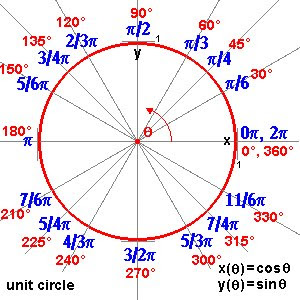 90°
120° π/2 60°
2/3π y 1 π/3
135° 45°
3/4π π/4
150° 30°
5/6π π/6
θ
180° π x 0π, 2π
0°, 360°
1
7/6π 11/6π
210° 330°
5/4π 7/4π
225° 315°
4/3π 5/3π
240° 3/2π 300°
270°
x(θ)=cosθ
unit circle y(θ)=sinθ